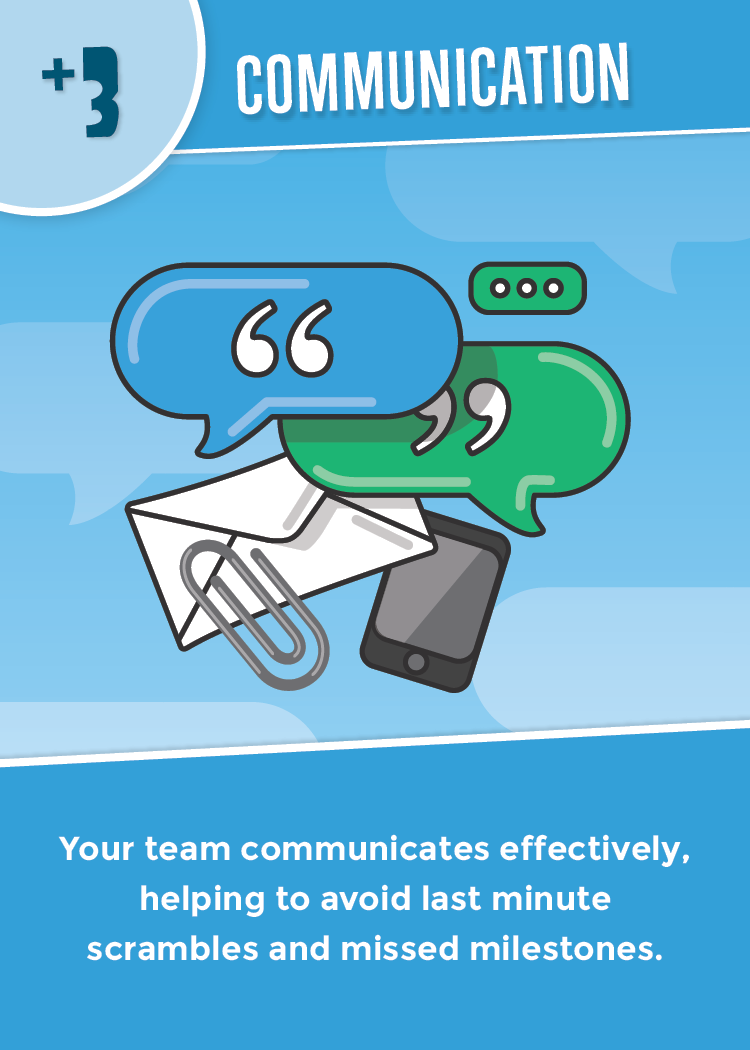 +3
COMMUNICATION
“
”
Your team communicates effectively,
helping to avoid last minute
scrambles and missed milestones.